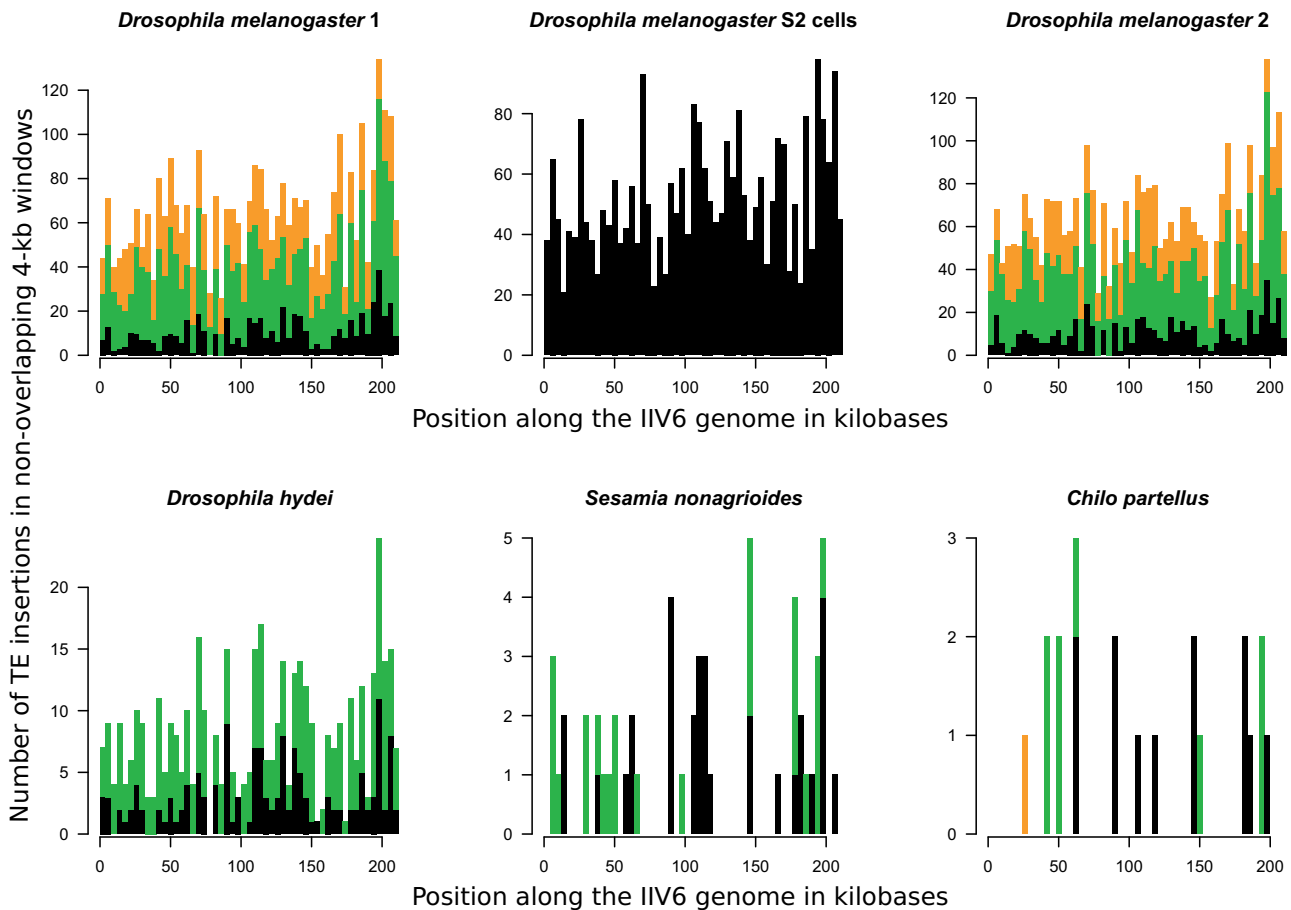 Drosophila melanogaster 1
Drosophila melanogaster S2 cells
Drosophila melanogaster 2
Number of TE insertions in non-overlapping 4-kb windows
0 20 40 60 80 100 120
0 50 100 150 200
0 20 40 60 80
0 50 100 150 200
0 20 40 60 80 100 120
0 50 100 150 200
Position along the IIV6 genome in kilobases
Drosophila hydei
Sesamia nonagrioides
Chilo partellus
0 5 10 15 20
0 50 100 150 200
0 1 2 3 4 5
0 50 100 150 200
0 1 2 3
0 50 100 150 200
Position along the IIV6 genome in kilobases